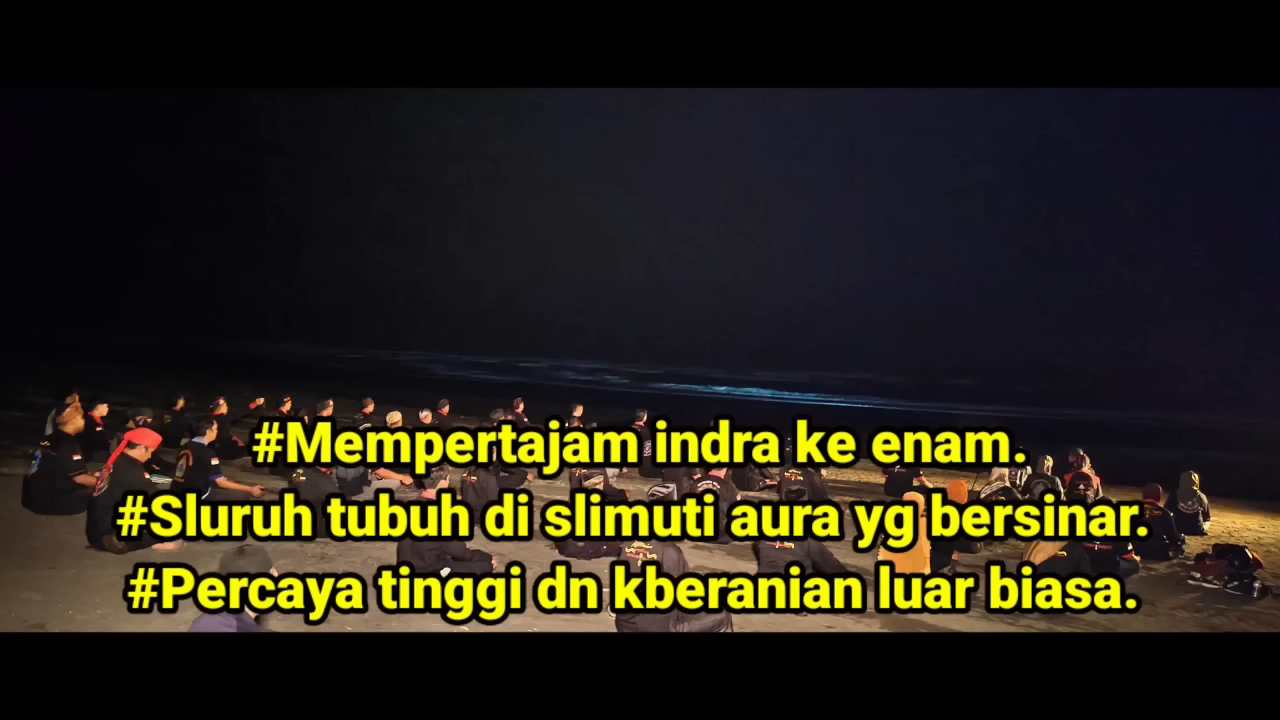 #Mempertajam indra ke enam.
#Sluruh tubuh di slimuti aura yg bersinar.
#Percaya tinggi dn kberanian luar biasa.